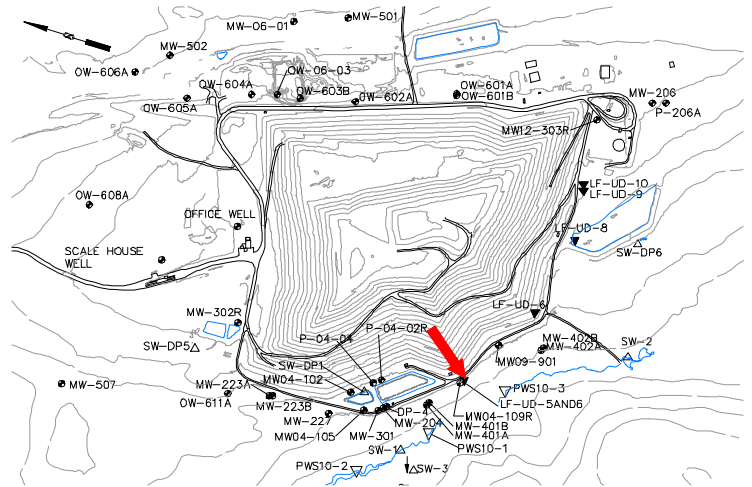 MW-06-01
MW-501
MW-502
OW-606A
OW-604A
OW-06-03
OW-603B
OW-602A
OW-605A
OW-601A
OW-601B
MW-206
P-206A
MW12-303R
LF-UD-10
LF-UD-9
OW-608A
OFFICE WELL
LF-UD-8
SW-DP6
SCALE HOUSE
WELL
LF-UD-6
MW-302R
P-04-04
P-04-02R
SW-DP5
MW-402B
MW-402A
SW-2
MW09-901
SW-DP1
MW04-102
MW-507
MW-223A
PWS10-3
OW-611A
MW-223B
LF-UD-5AND6
DP-4
MW04-109R
MW-227
MW-204
MW-401B
MW04-105
MW-301
MW-401A
SW-1
PWS10-1
PWS10-2
SW-3